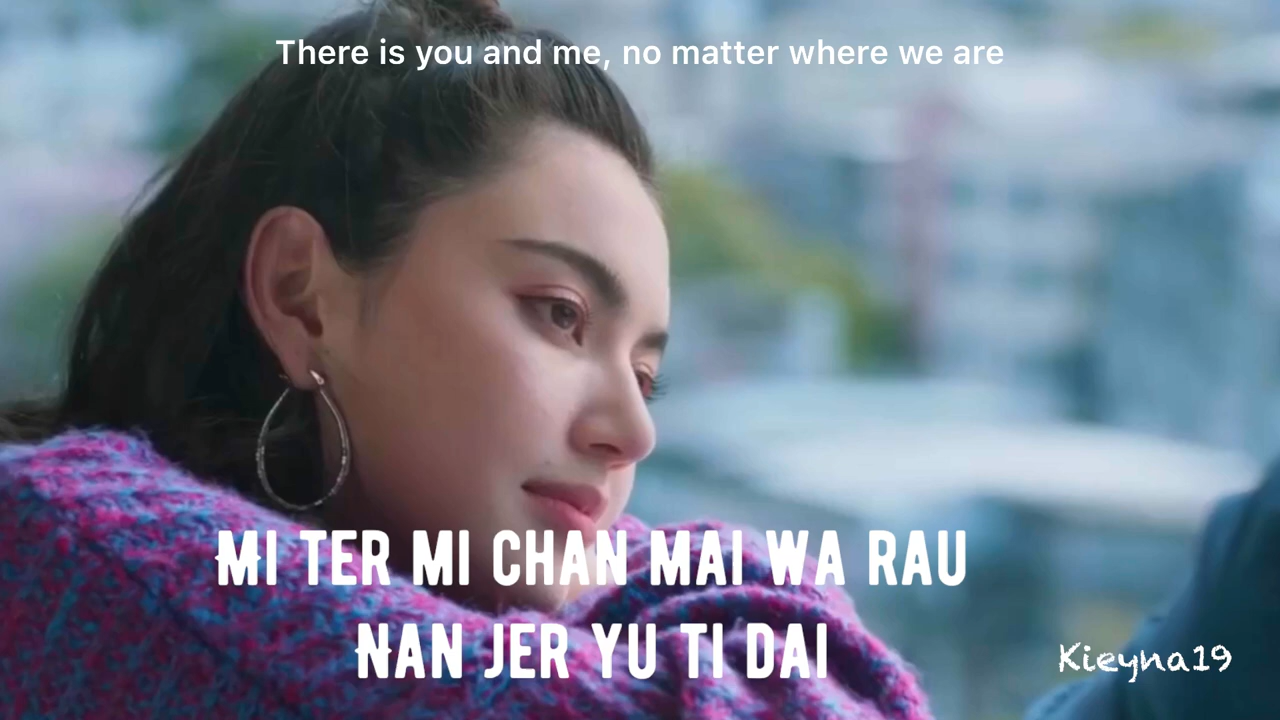 There is you and me, no matter where we are
MI TER MI CHAN MAI WA RAU
NAN JER YU TI DAI
Kieyna19